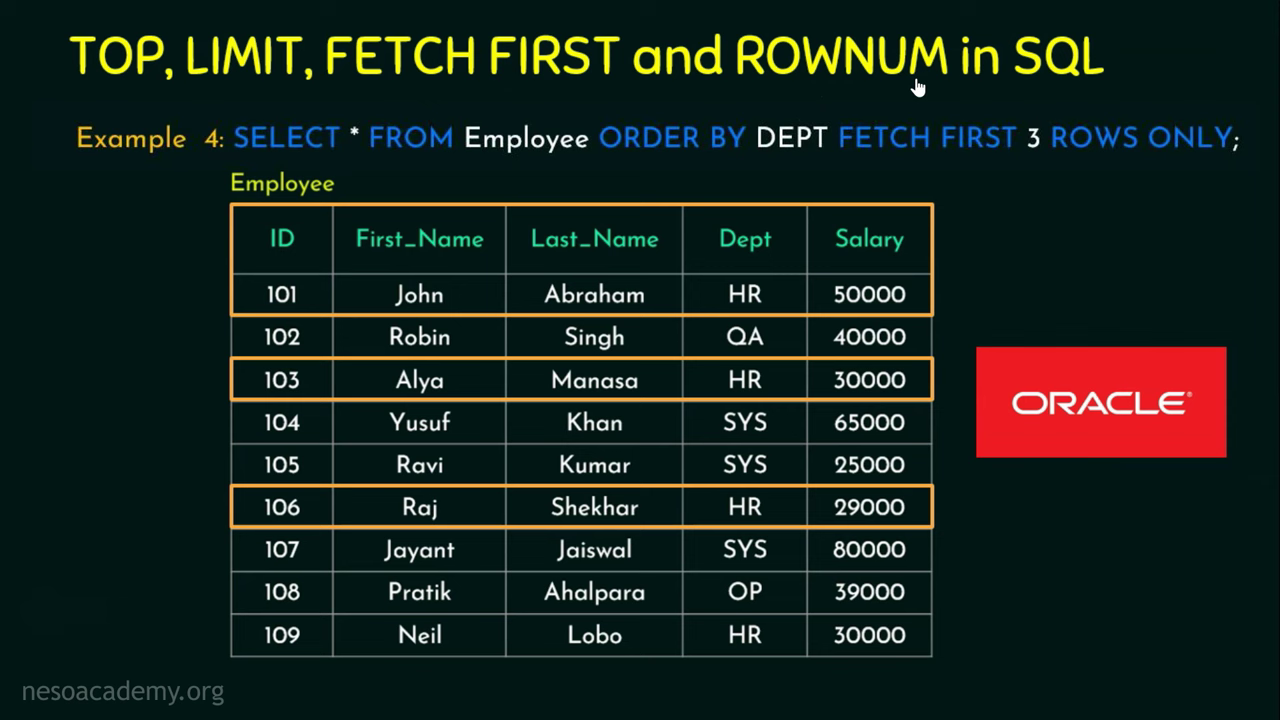 TOP, LIMIT, FETCH FIRST and ROWNUM in SQL
Example 4: SELECT * FROM Employee ORDER BY DEPT FETCH FIRST 3 ROWS ONLY;
Employee
ID First_Name Last_Name Dept Salary
101 John Abraham HR 50000
102 Robin Singh QA 40000
103 Alya Manasa HR 30000
104 Yusuf Khan SYS 65000
105 Ravi Kumar SYS 25000
106 Raj Shekhar HR 29000
107 Jayant Jaiswal SYS 80000
108 Pratik Ahalpara OP 39000
109 Neil Lobo HR 30000
ORACLE®
nesoacademy.org